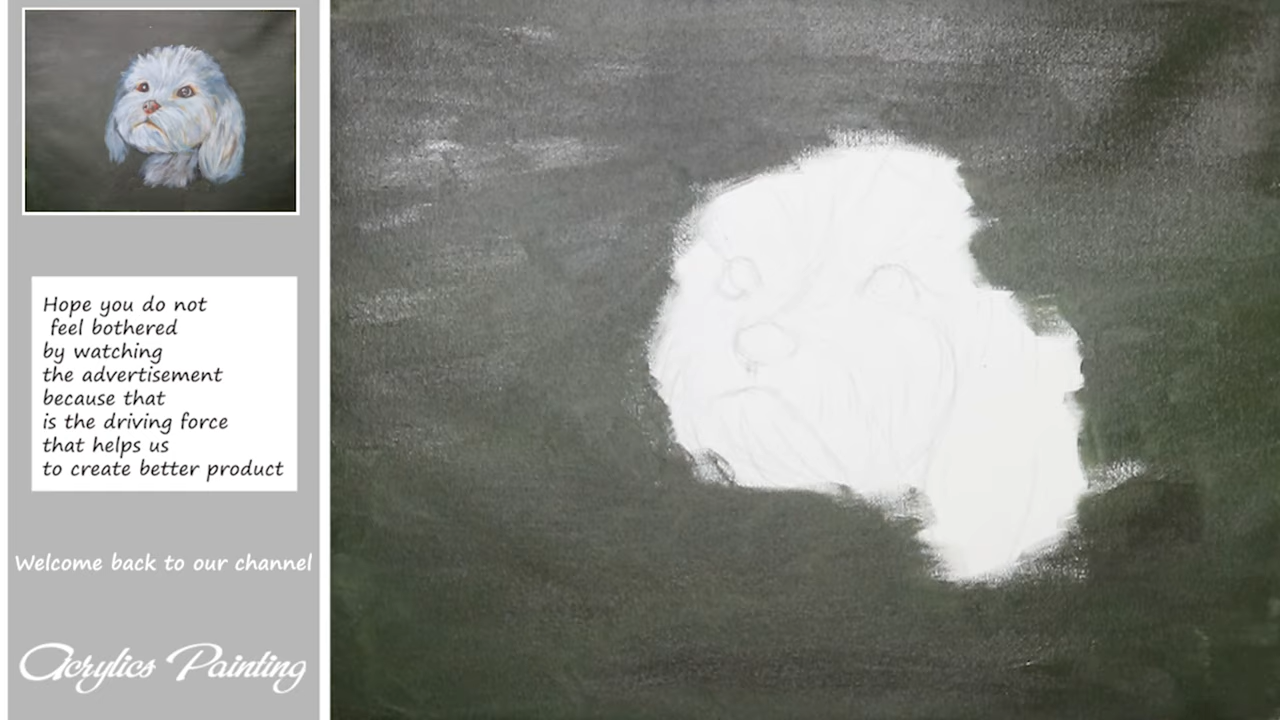 Hope you do not
feel bothered
by watching
the advertisement
because that
is the driving force
that helps us
to create better product
Welcome back to our channel
Acrylics Painting